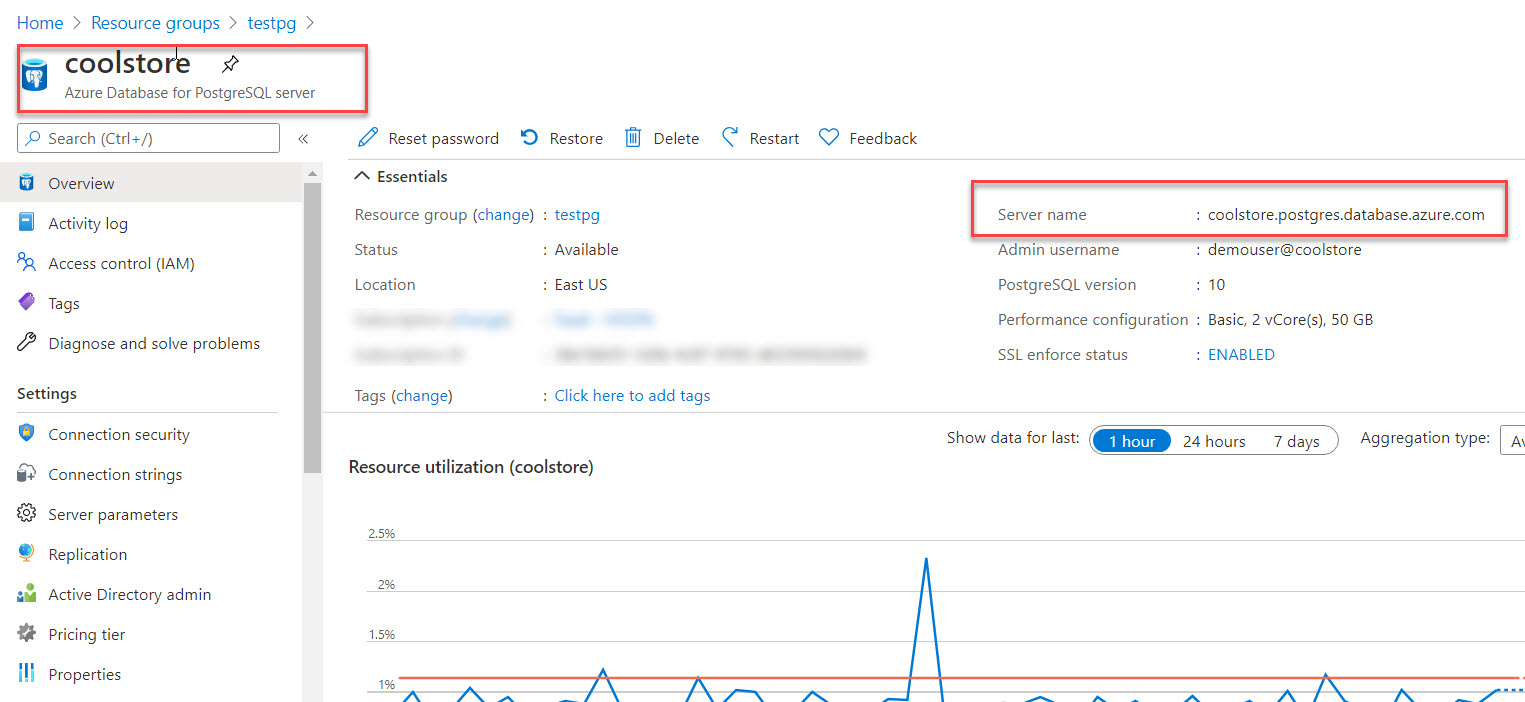 Home > Resource groups > testpg >
coolstore
Azure Database for PostgreSQL server
Search (Ctrl+/)
«
Overview
Activity log
Access control (IAM)
Tags
Diagnose and solve problems
Settings
Connection security
Connection strings
Server parameters
Replication
Active Directory admin
Pricing tier
Properties
Reset password Restore Delete Restart Feedback
Essentials
Resource group (change) : testpg
Status : Available
Location : East US
Tags (change) : Click here to add tags
Server name : coolstore.postgres.database.azure.com
Admin username : demouser@coolstore
PostgreSQL version : 10
Performance configuration : Basic, 2 vCore(s), 50 GB
SSL enforce status : ENABLED
Show data for last: 1 hour 24 hours 7 days Aggregation type:
Resource utilization (coolstore)
2.5%
2%
1.5%
1%